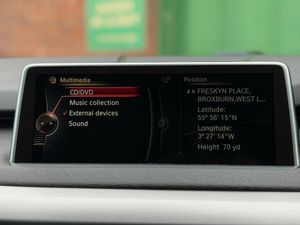 Multimedia
CD/DVD
Music collection
External devices
Sound
Position
FRESKYN PLACE,
BROXBURN,WEST L...
Latitude:
55° 56' 15"N
Longitude:
3° 27' 14"W
Height 70 yd